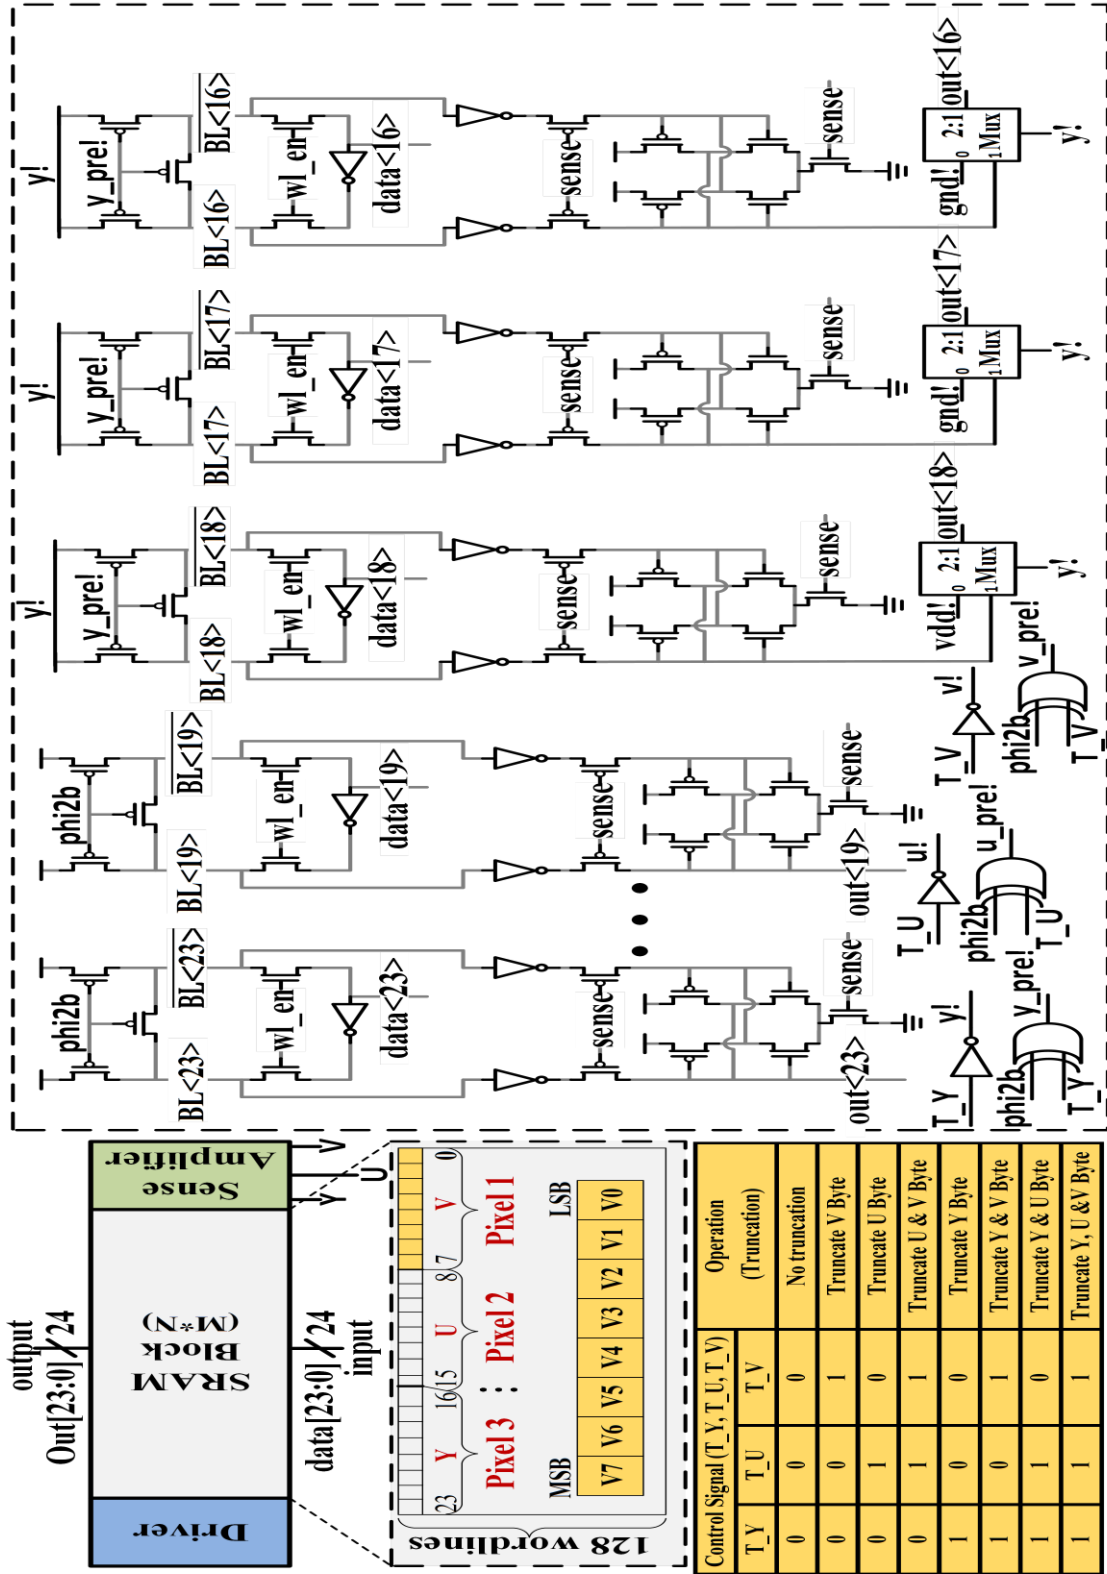 output
Out[23:0]
24
Driver
SRAM
Block
(M*N)
Sense
Amplifier
Y
U
V
data[23:0]
24
input
128 wordlines
23
16
15
8
7
0
Y
U
V
Pixel 3
Pixel 2
Pixel 1
MSB
LSB
V7 V6 V5 V4 V3 V2 V1 V0
Control Signal (T_Y, T_U, T_V)
Operation
(Truncation)
T_Y T_U T_V
0 0 0 No truncation
0 0 1 Truncate V Byte
0 1 0 Truncate U Byte
0 1 1 Truncate U & V Byte
1 0 0 Truncate Y Byte
1 0 1 Truncate Y & V Byte
1 1 0 Truncate Y & U Byte
1 1 1 Truncate Y, U &V Byte
phi2b
BL<23>
BL<23>
wl_en
data<23>
sense
sense
out<23>
phi2b
BL<19>
BL<19>
wl_en
data<19>
sense
sense
out<19>
y!
y_pre!
BL<18>
BL<18>
wl_en
data<18>
sense
sense
vdd!
0 2:1
1 Mux
out<18>
y!
y!
y_pre!
BL<17>
BL<17>
wl_en
data<17>
sense
sense
gnd!
0 2:1
1 Mux
out<17>
y!
y!
y_pre!
BL<16>
BL<16>
wl_en
data<16>
sense
sense
gnd!
0 2:1
1 Mux
out<16>
y!
T_Y
y!
phi2b
T_Y
y_pre!
T_U
u!
phi2b
T_U
u_pre!
T_V
v!
phi2b
T_V
v_pre!